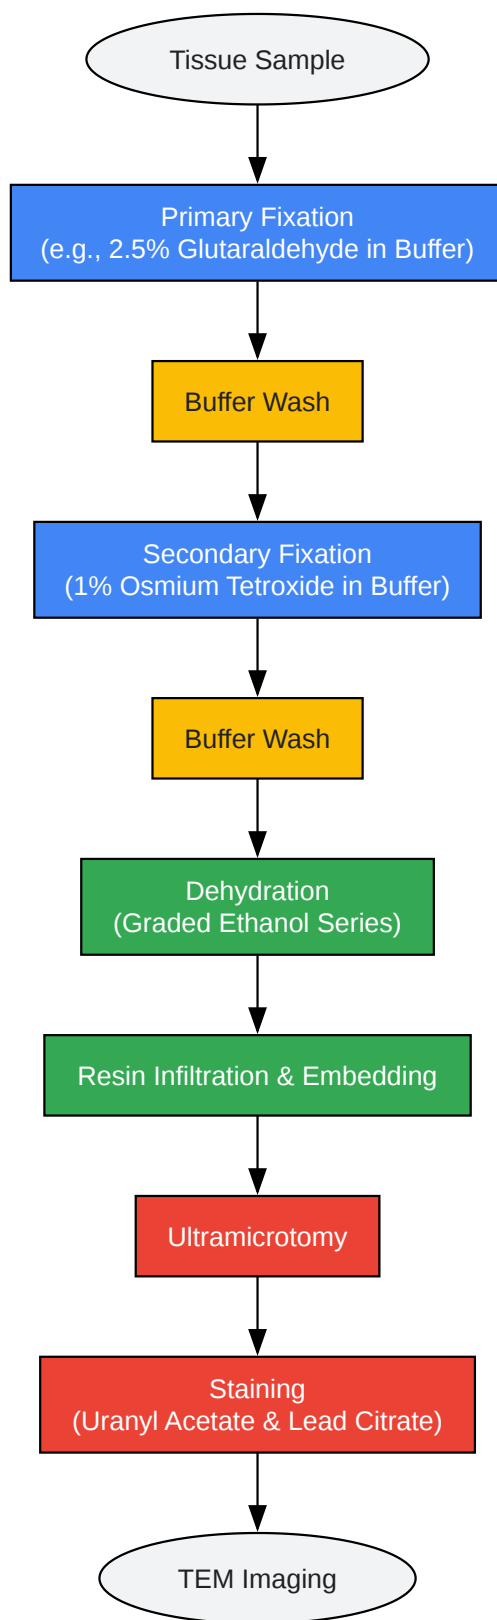 Tissue Sample
Primary Fixation
(e.g., 2.5% Glutaraldehyde in Buffer)
Buffer Wash
Secondary Fixation
(1% Osmium Tetroxide in Buffer)
Buffer Wash
Dehydration
(Graded Ethanol Series)
Resin Infiltration & Embedding
Ultramicrotomy
Staining
(Uranyl Acetate & Lead Citrate)
TEM Imaging